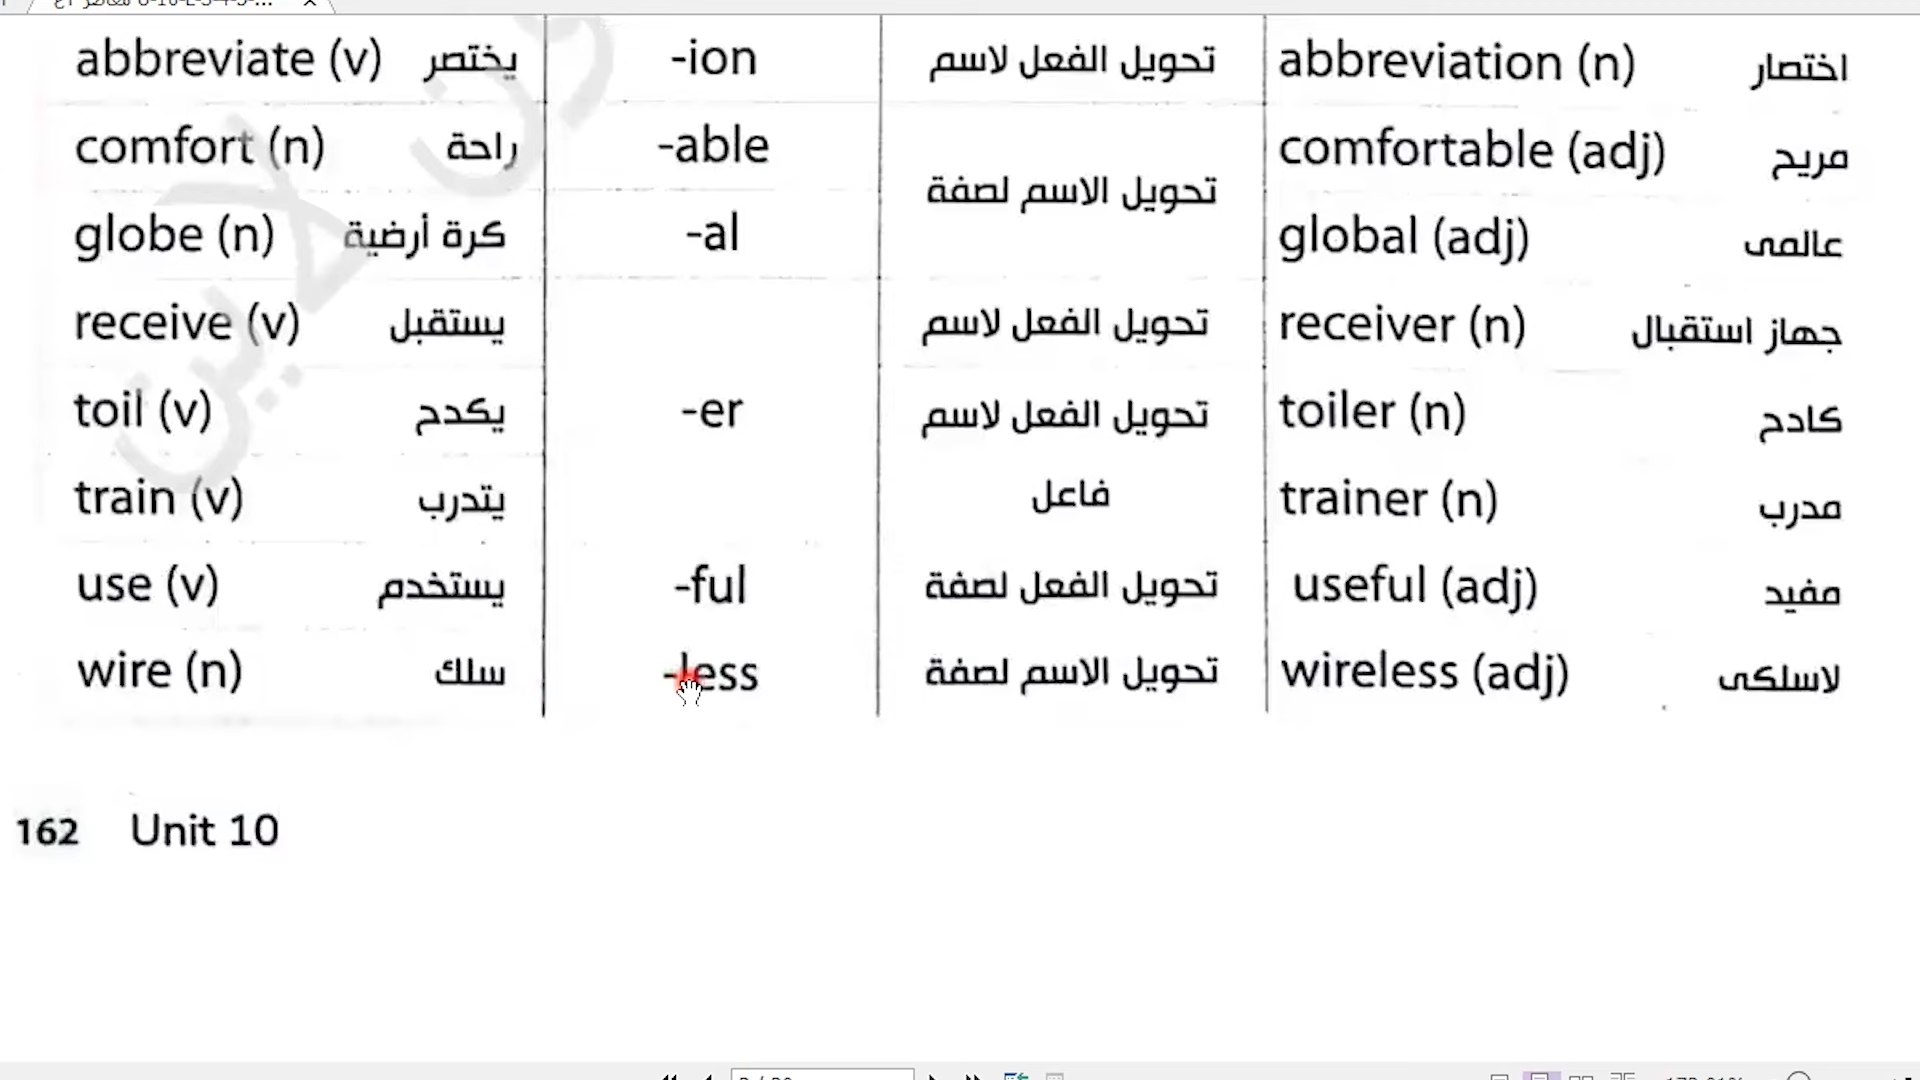 abbreviate (v) يختصر -ion تحويل الفعل لاسم abbreviation (n) اختصار
comfort (n) راحة -able تحويل الاسم لصفة comfortable (adj) مريح
globe (n) كرة أرضية -al global (adj) عالمى
receive (v) يستقبل تحويل الفعل لاسم receiver (n) جهاز استقبال
toil (v) يكدح -er تحويل الفعل لاسم toiler (n) كادح
train (v) يتدرب فاعل trainer (n) مدرب
use (v) يستخدم -ful تحويل الفعل لصفة useful (adj) مفيد
wire (n) سلك -less تحويل الاسم لصفة wireless (adj) لاسلكى
162 Unit 10